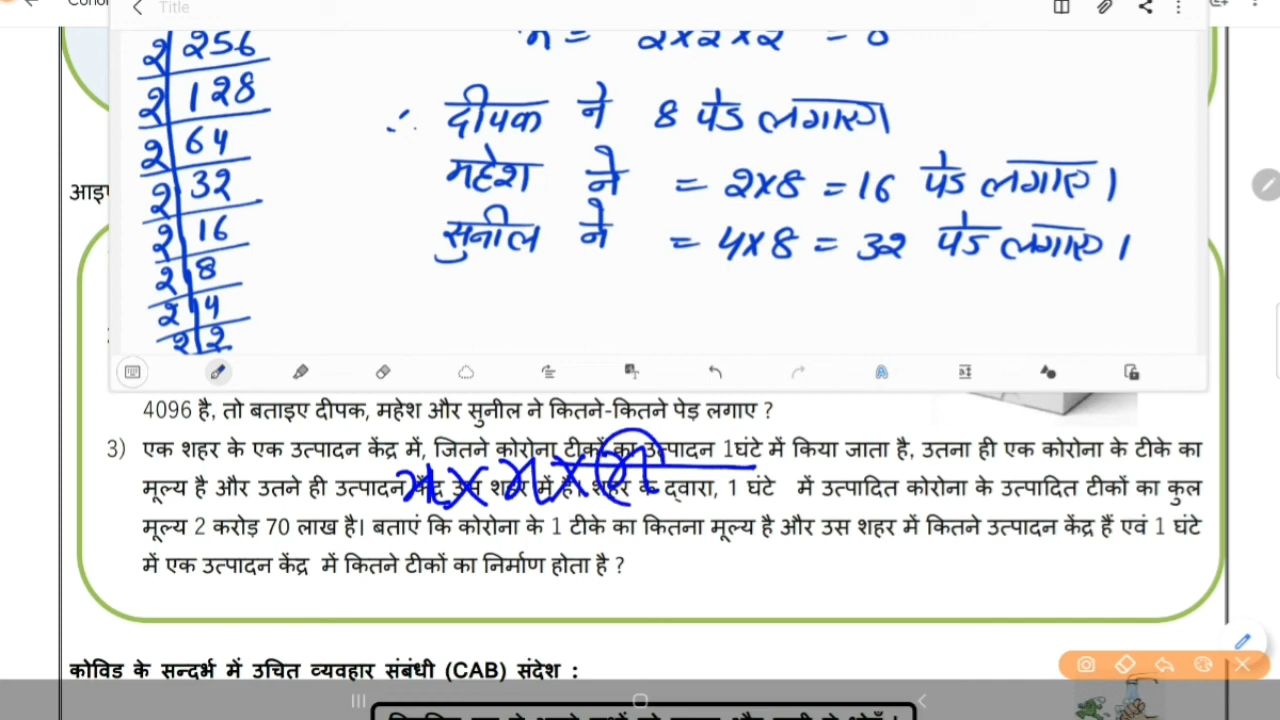 Title
2 256
2 128
2 64
2 32
2 16
2 8
2 4
2 2
2×2×2 = 8
∴ दीपक ने 8 पेड लगाए।
महेश ने = 2×8 = 16 पेड लगाए।
सुनील ने = 4×8 = 32 पेड लगाए।
4096 है, तो बताइए दीपक, महेश और सुनील ने कितने-कितने पेड़ लगाए ?
3) एक शहर के एक उत्पादन केंद्र में, जितने कोरोना टीकों का उत्पादन 1घंटे में किया जाता है, उतना ही एक कोरोना के टीके का
मूल्य है और उतने ही उत्पादन केंद्र उस शहर में हैं। शहर के द्वारा, 1 घंटे में उत्पादित कोरोना के उत्पादित टीकों का कुल
मूल्य 2 करोड़ 70 लाख है। बताएं कि कोरोना के 1 टीके का कितना मूल्य है और उस शहर में कितने उत्पादन केंद्र हैं एवं 1 घंटे
में एक उत्पादन केंद्र में कितने टीकों का निर्माण होता है ?
कोविड के सन्दर्भ में उचित व्यवहार संबंधी (CAB) संदेश :